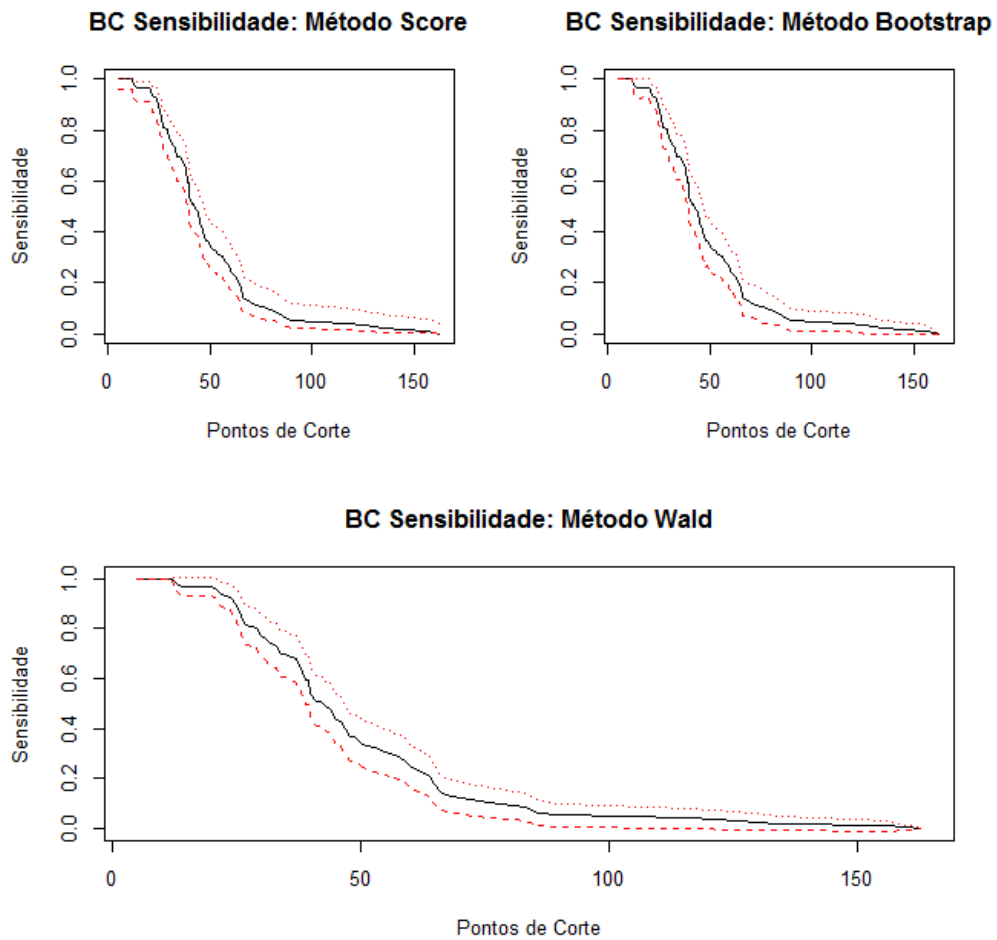 BC Sensibilidade: Método Score
Sensibilidade
0.0 0.2 0.4 0.6 0.8 1.0
0 50 100 150
Pontos de Corte
BC Sensibilidade: Método Bootstrap
Sensibilidade
0.0 0.2 0.4 0.6 0.8 1.0
0 50 100 150
Pontos de Corte
BC Sensibilidade: Método Wald
Sensibilidade
0.0 0.2 0.4 0.6 0.8 1.0
0 50 100 150
Pontos de Corte